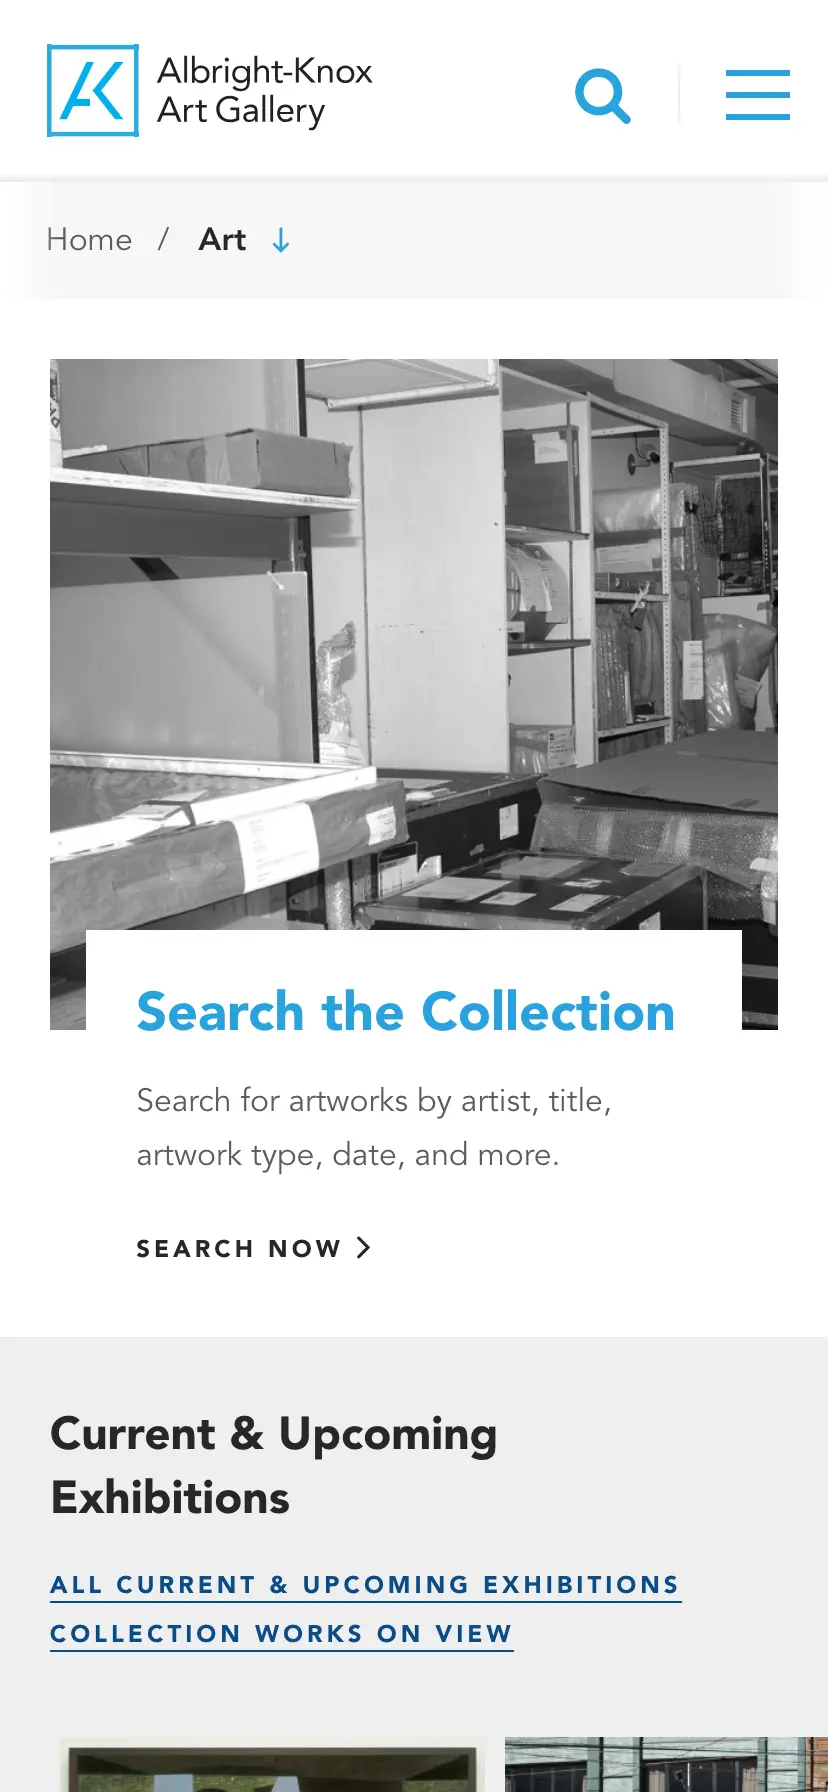 Albright-Knox
Art Gallery
Home / Art ↓
Search the Collection
Search for artworks by artist, title,
artwork type, date, and more.
SEARCH NOW >
Current & Upcoming
Exhibitions
ALL CURRENT & UPCOMING EXHIBITIONS
COLLECTION WORKS ON VIEW